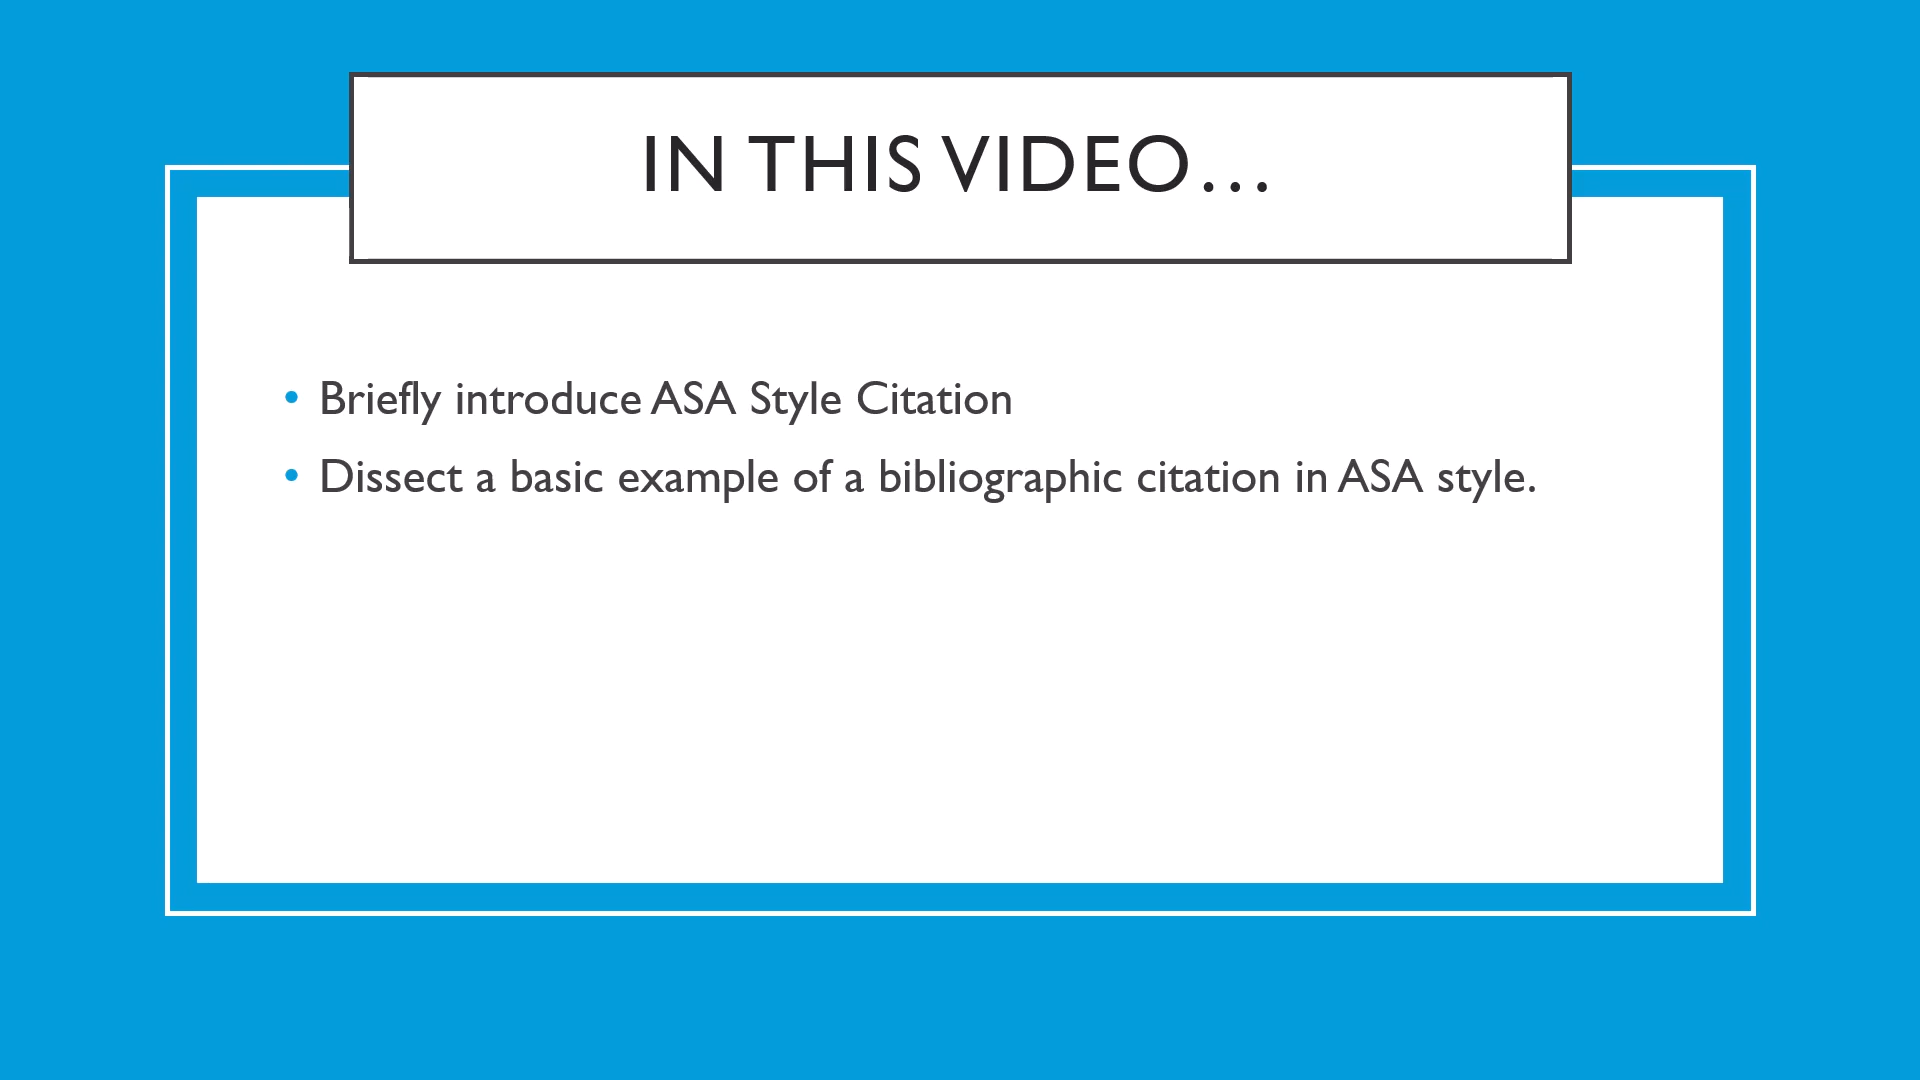 IN THIS VIDEO…
• Briefly introduce ASA Style Citation
• Dissect a basic example of a bibliographic citation in ASA style.